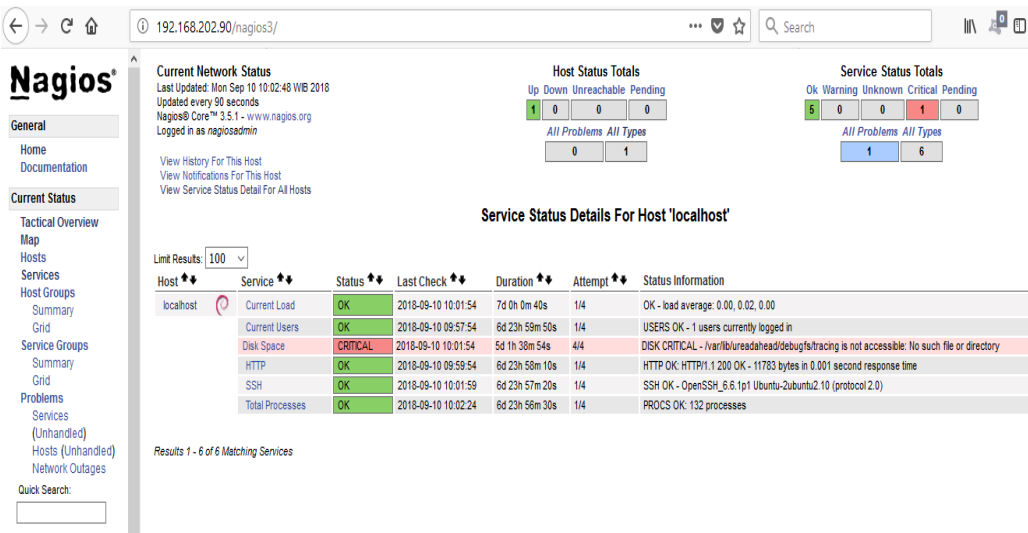 192.168.202.90/nagios3/
Search
0
Nagios®
General
Home
Documentation
Current Status
Tactical Overview
Map
Hosts
Services
Host Groups
Summary
Grid
Service Groups
Summary
Grid
Problems
Services
(Unhandled)
Hosts (Unhandled)
Network Outages
Quick Search:
Current Network Status
Last Updated: Mon Sep 10 10:02:48 WIB 2018
Updated every 90 seconds
Nagios® Core™ 3.5.1 - www.nagios.org
Logged in as nagiosadmin
View History For This Host
View Notifications For This Host
View Service Status Detail For All Hosts
Host Status Totals
Up Down Unreachable Pending
1 0 0 0
All Problems All Types
0 1
Service Status Totals
Ok Warning Unknown Critical Pending
5 0 0 1 0
All Problems All Types
1 6
Service Status Details For Host 'localhost'
Limit Results: 100
Host Service Status Last Check Duration Attempt Status Information
localhost Current Load OK 2018-09-10 10:01:54 7d 0h 0m 40s 1/4 OK - load average: 0.00, 0.02, 0.00
Current Users OK 2018-09-10 09:57:54 6d 23h 59m 50s 1/4 USERS OK - 1 users currently logged in
Disk Space CRITICAL 2018-09-10 10:01:54 5d 1h 38m 54s 4/4 DISK CRITICAL - /var/lib/ureadahead/debugfs/tracing is not accessible: No such file or directory
HTTP OK 2018-09-10 09:59:54 6d 23h 58m 10s 1/4 HTTP OK: HTTP/1.1 200 OK - 11783 bytes in 0.001 second response time
SSH OK 2018-09-10 10:01:59 6d 23h 57m 20s 1/4 SSH OK - OpenSSH_6.6.1p1 Ubuntu-2ubuntu2.10 (protocol 2.0)
Total Processes OK 2018-09-10 10:02:24 6d 23h 56m 30s 1/4 PROCS OK: 132 processes
Results 1 - 6 of 6 Matching Services